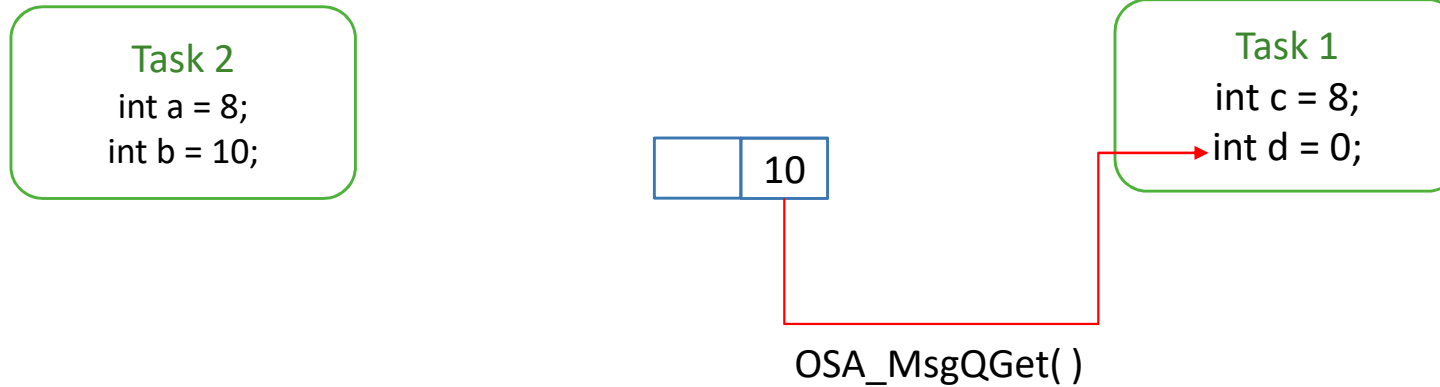 Task 2
int a = 8;
int b = 10;
10
Task 1
int c = 8;
int d = 0;
OSA_MsgQGet( )